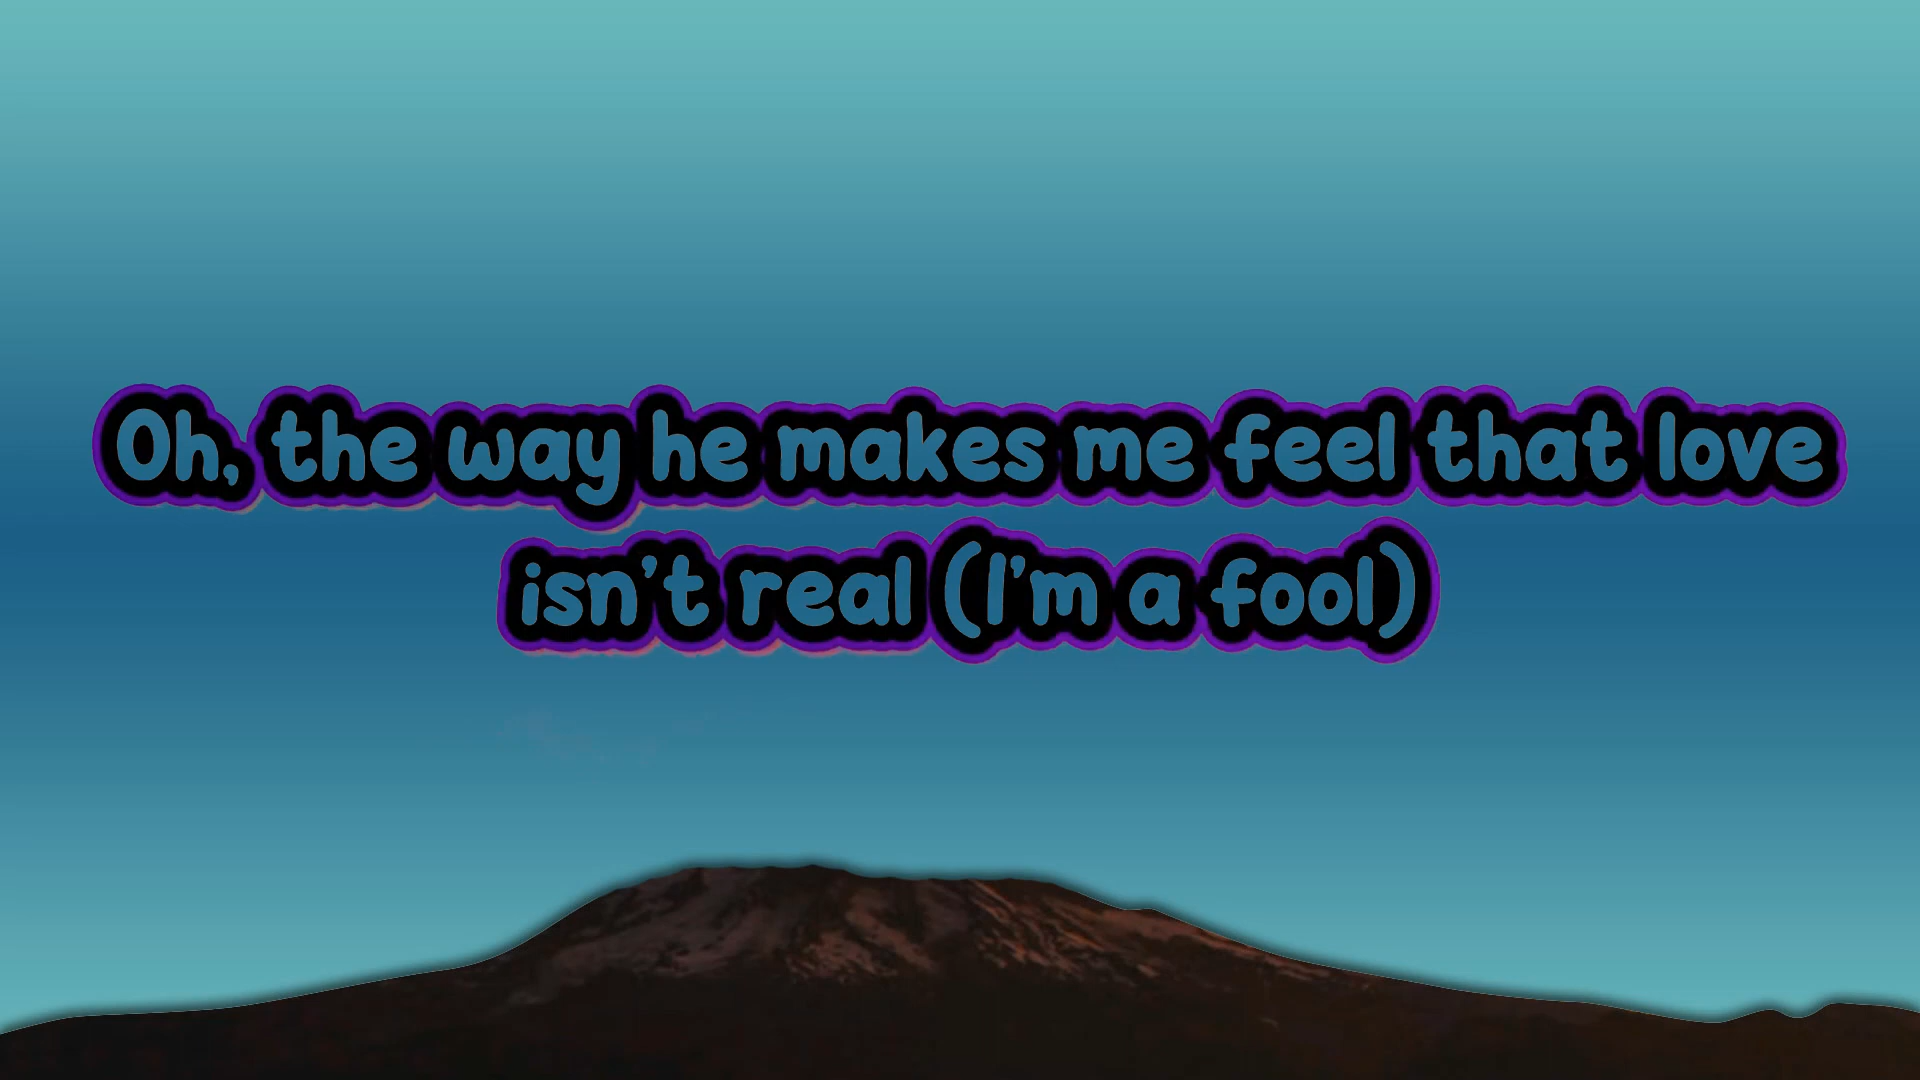 Oh, the way he makes me feel that love
isn't real (I'm a fool)